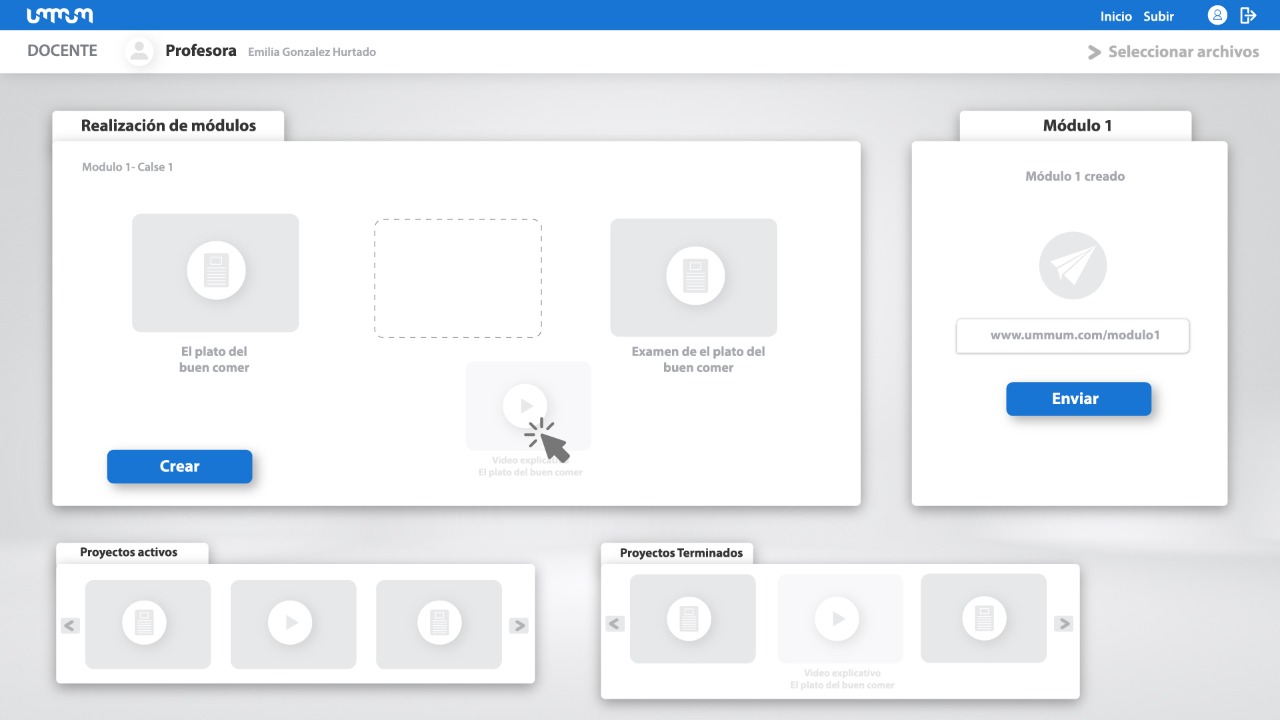 ummum
Inicio Subir
DOCENTE Profesora Emilia Gonzalez Hurtado
Seleccionar archivos
Realización de módulos
Modulo 1- Calse 1
El plato del
buen comer
Examen de el plato del
buen comer
Video explicativo
El plato del buen comer
Crear
Módulo 1
Módulo 1 creado
www.ummum.com/modulo1
Enviar
Proyectos activos
Proyectos Terminados
Video explicativo
El plato del buen comer